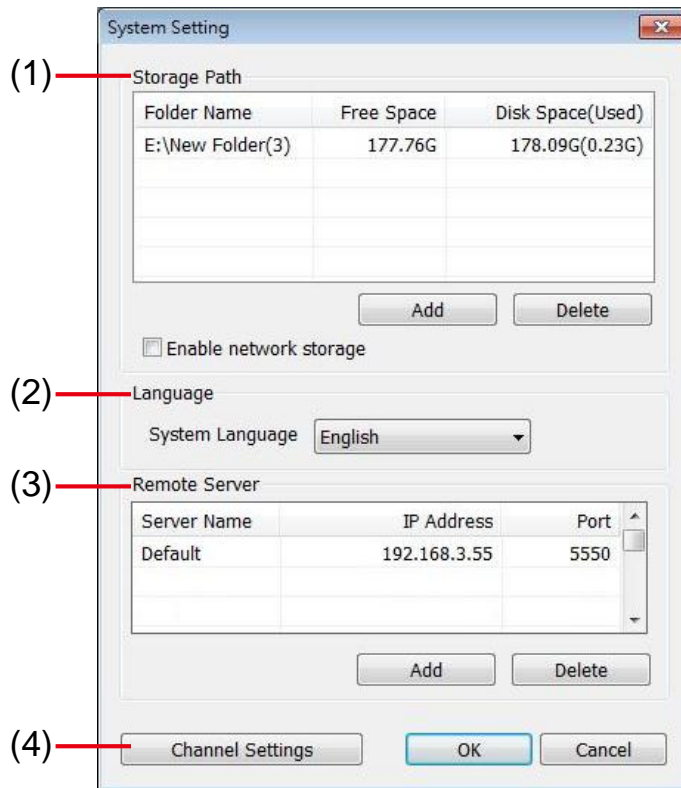 System Setting
(1) Storage Path
Folder Name Free Space Disk Space(Used)
E:\New Folder(3) 177.76G 178.09G(0.23G)
Add Delete
Enable network storage
(2) Language
System Language English
(3) Remote Server
Server Name IP Address Port
Default 192.168.3.55 5550
Add Delete
(4) Channel Settings OK Cancel